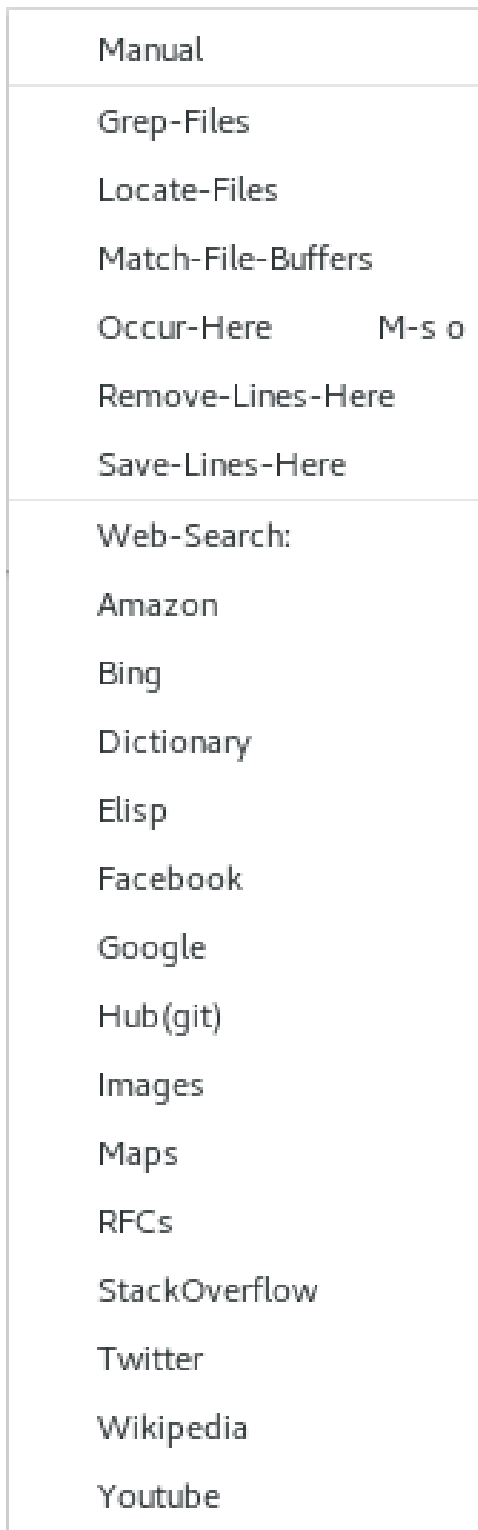 Manual
Grep-Files
Locate-Files
Match-File-Buffers
Occur-Here M-s o
Remove-Lines-Here
Save-Lines-Here
Web-Search:
Amazon
Bing
Dictionary
Elisp
Facebook
Google
Hub(git)
Images
Maps
RFCs
StackOverflow
Twitter
Wikipedia
Youtube